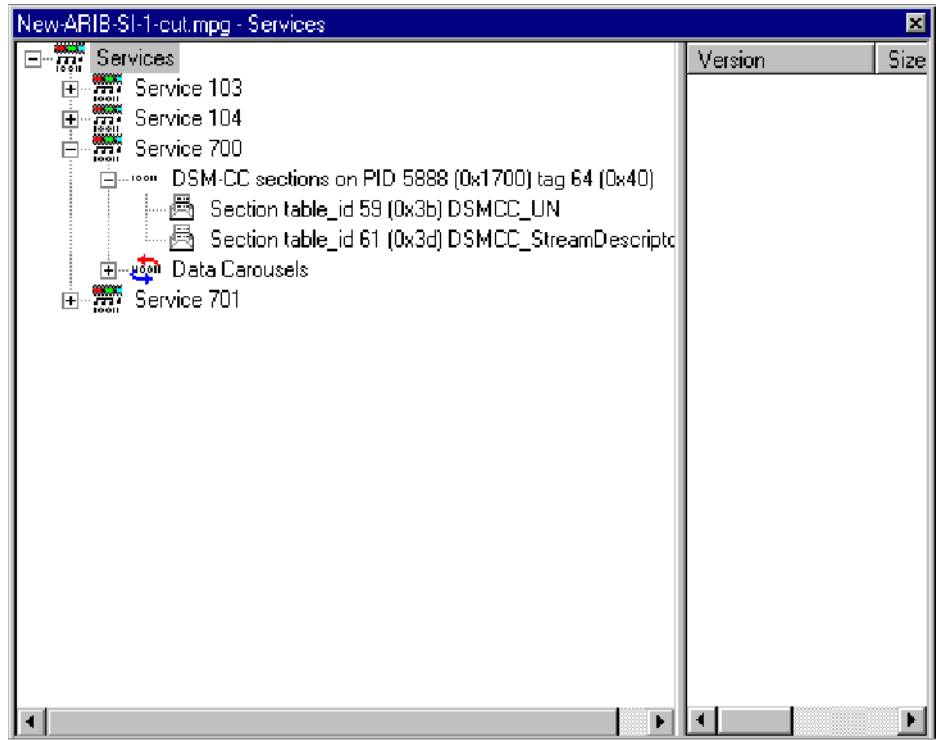 New-ARIB-SI-1-cut.mpg - Services
Services
Version Size
Service 103
Service 104
Service 700
DSM-CC sections on PID 5888 (0x1700) tag 64 (0x40)
Section table_id 59 (0x3b) DSMCC_UN
Section table_id 61 (0x3d) DSMCC_StreamDescripto
Data Carousels
Service 701